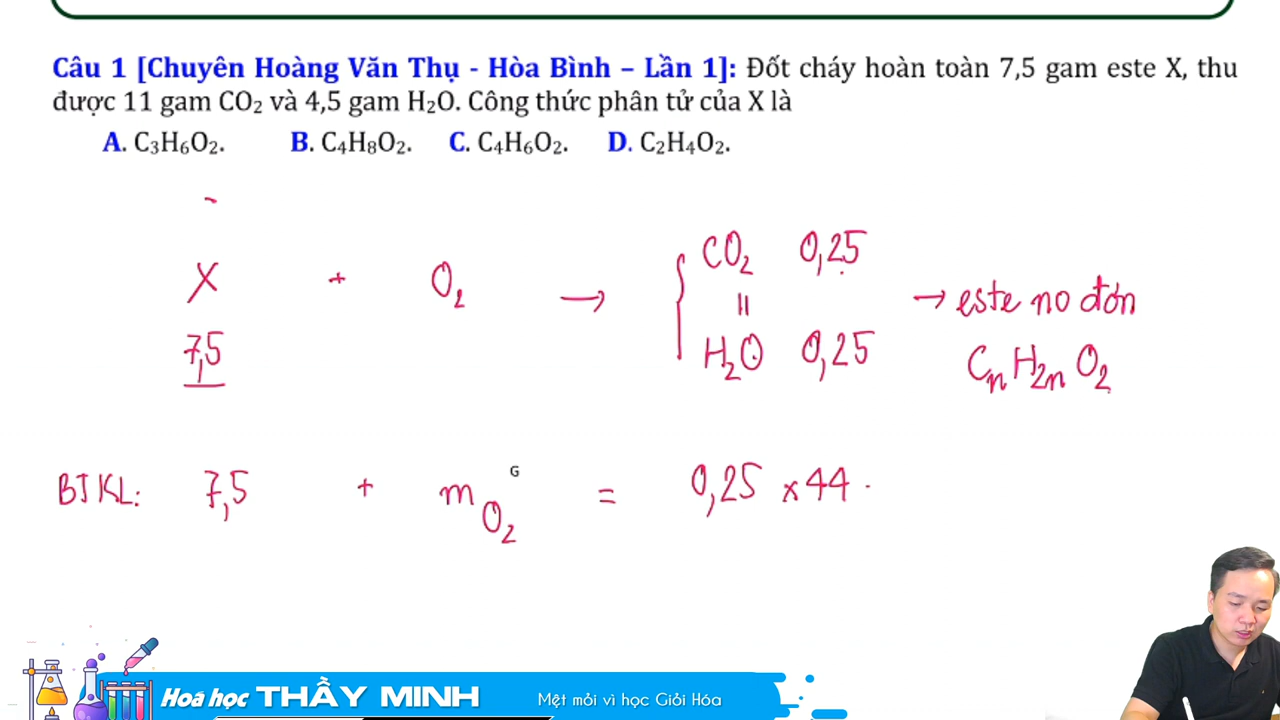 Câu 1 [Chuyên Hoàng Văn Thụ - Hòa Bình – Lần 1]: Đốt cháy hoàn toàn 7,5 gam este X, thu
được 11 gam CO₂ và 4,5 gam H₂O. Công thức phân tử của X là
A. C₃H₆O₂. B. C₄H₈O₂. C. C₄H₆O₂. D. C₂H₄O₂.
X + O₂ → { CO₂ 0,25
=
H₂O 0,25
→ este no đơn
CₙH₂ₙO₂
7,5
BTKL: 7,5 + m O₂ = 0,25 x 44
G
Hoá học THẦY MINH
Mệt mỏi vì học Giỏi Hóa